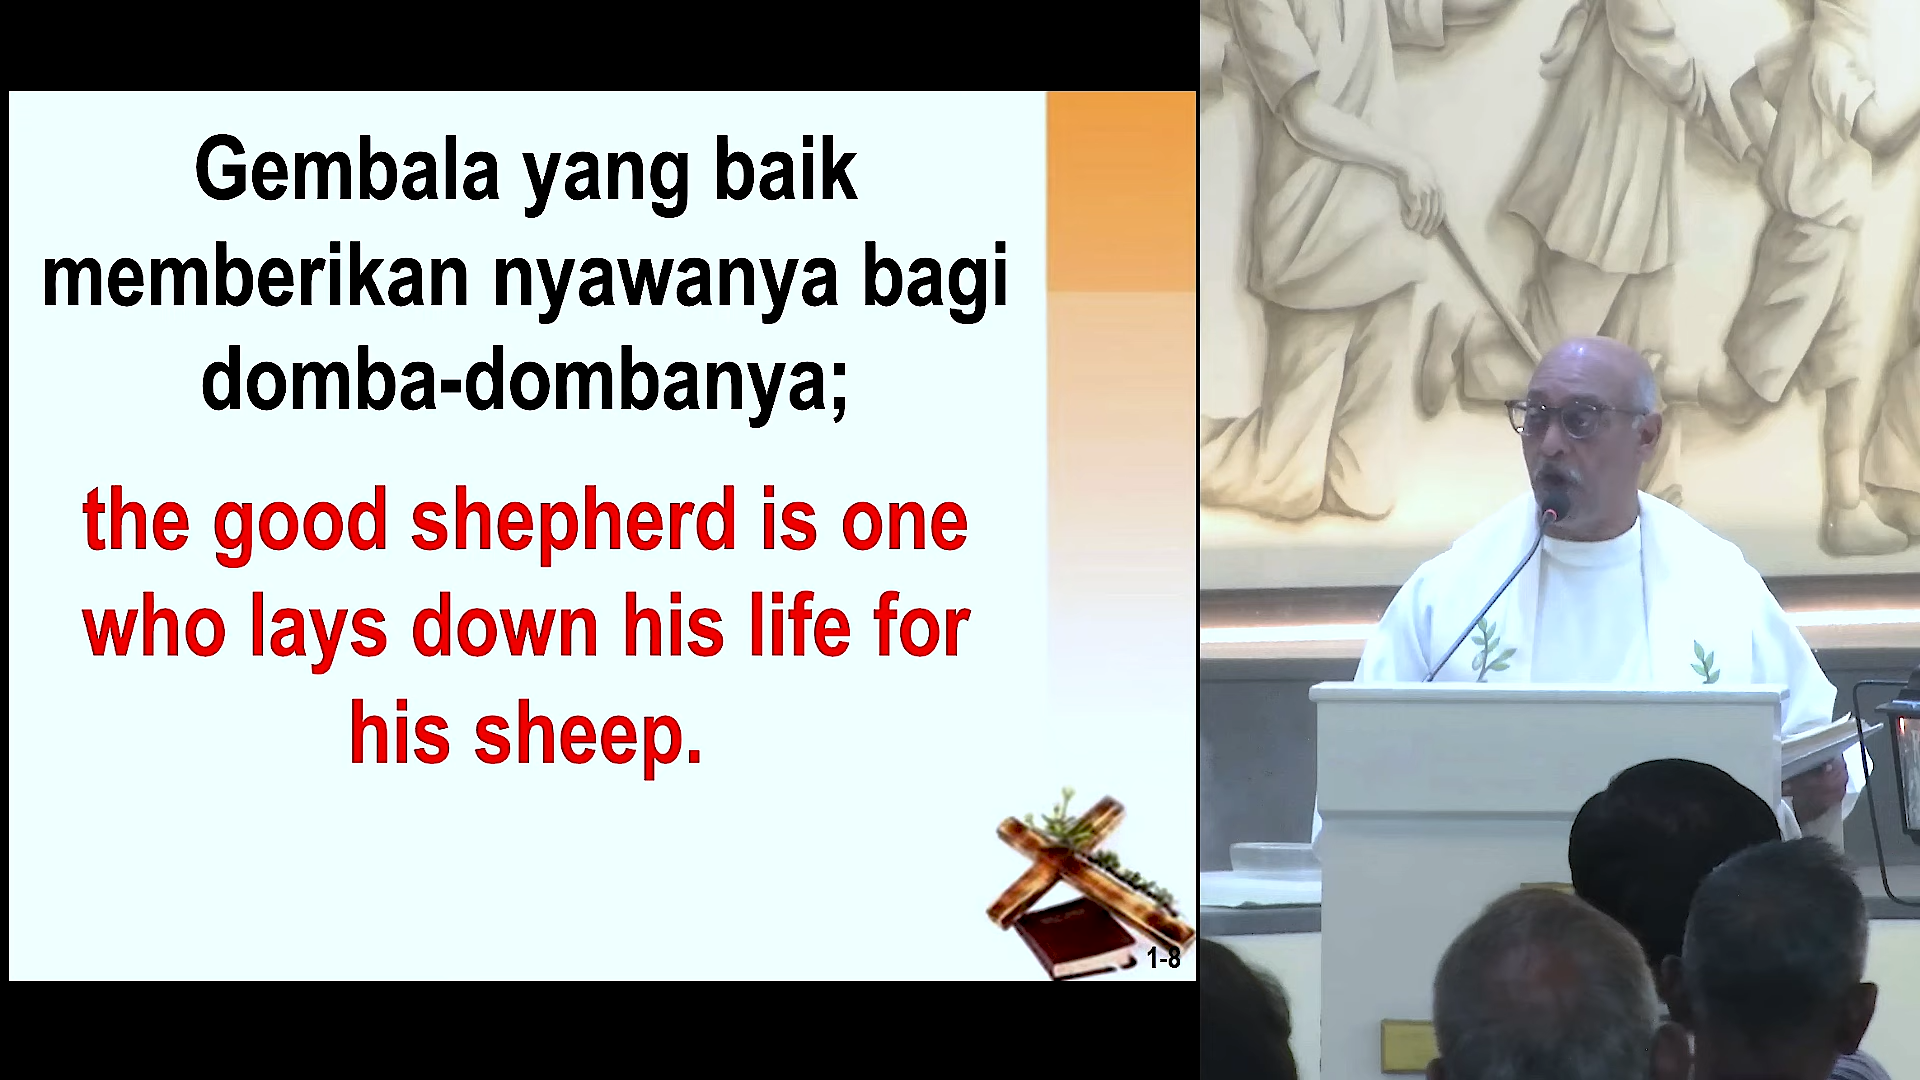 Gembala yang baik
memberikan nyawanya bagi
domba-dombanya;
the good shepherd is one
who lays down his life for
his sheep.
1-8